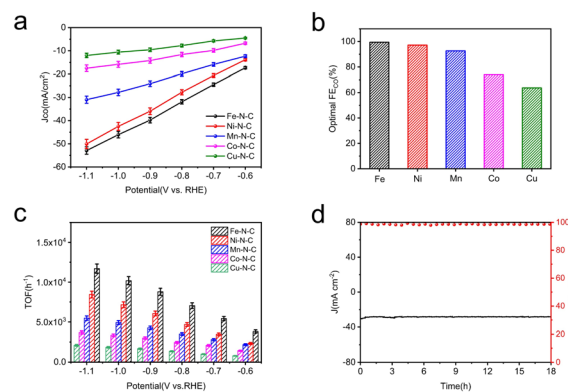 a
0
-10
-20
-30
-40
-50
-60
Jco(mA/cm²)
Fe-N-C
Ni-N-C
Mn-N-C
Co-N-C
Cu-N-C
-1.1 -1.0 -0.9 -0.8 -0.7 -0.6
Potential(V vs. RHE)
b
100
80
60
40
20
0
Optimal FE_CO(%)
Fe Ni Mn Co Cu
c
1.5x10⁴
1.0x10⁴
5.0x10³
0.0
TOF(h⁻¹)
Fe-N-C
Ni-N-C
Mn-N-C
Co-N-C
Cu-N-C
-1.1 -1.0 -0.9 -0.8 -0.7 -0.6
Potential(V vs. RHE)
d
80
40
0
-40
-80
J(mA cm⁻²)
100
80
60
40
20
0
0 3 6 9 12 15 18
Time(h)